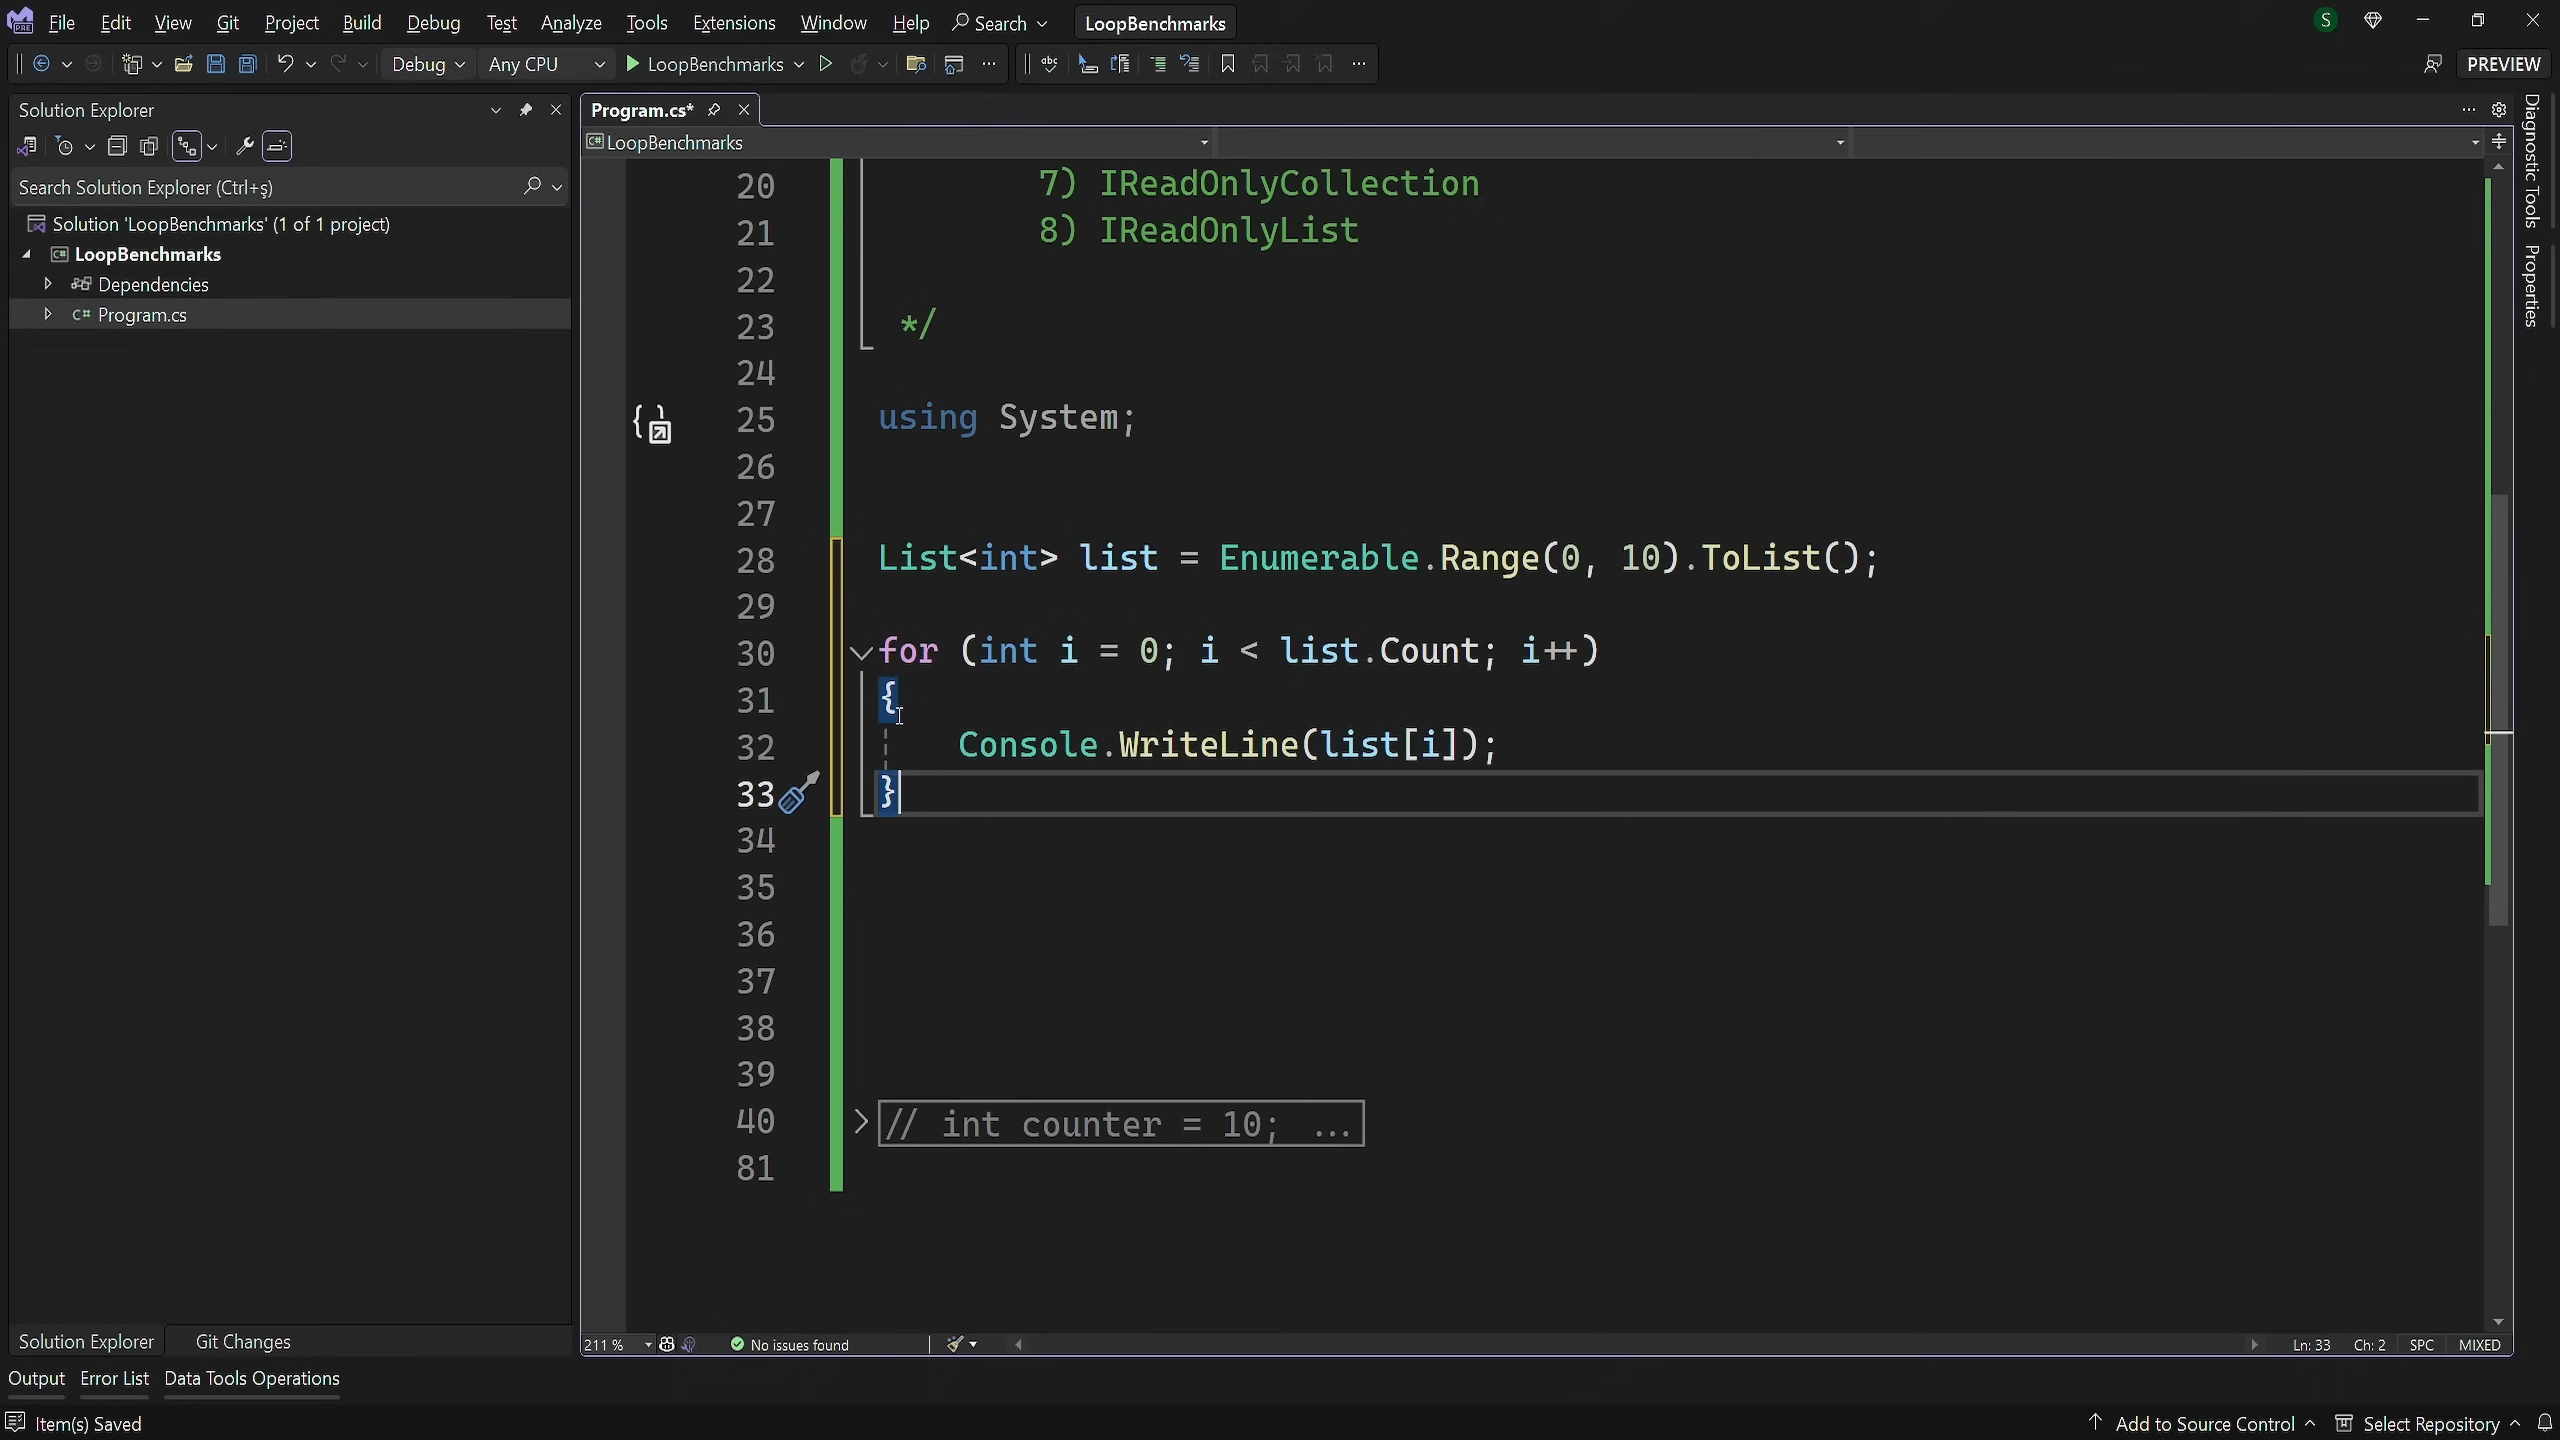 File Edit View Git Project Build Debug Test Analyze Tools Extensions Window Help Search LoopBenchmarks S
Debug Any CPU LoopBenchmarks abc PREVIEW
Solution Explorer
Search Solution Explorer (Ctrl+ş)
Solution 'LoopBenchmarks' (1 of 1 project)
LoopBenchmarks
Dependencies
C# Program.cs
Program.cs*
C# LoopBenchmarks
20 7) IReadOnlyCollection
21 8) IReadOnlyList
22
23 */
24
25 using System;
26
27
28 List<int> list = Enumerable.Range(0, 10).ToList();
29
30 for (int i = 0; i < list.Count; i++)
31 {
32 Console.WriteLine(list[i]);
33 }
34
35
36
37
38
39
40 // int counter = 10; ...
81
211 % No issues found Ln: 33 Ch: 2 SPC MIXED
Diagnostic Tools
Properties
Solution Explorer Git Changes
Output Error List Data Tools Operations
Item(s) Saved Add to Source Control Select Repository